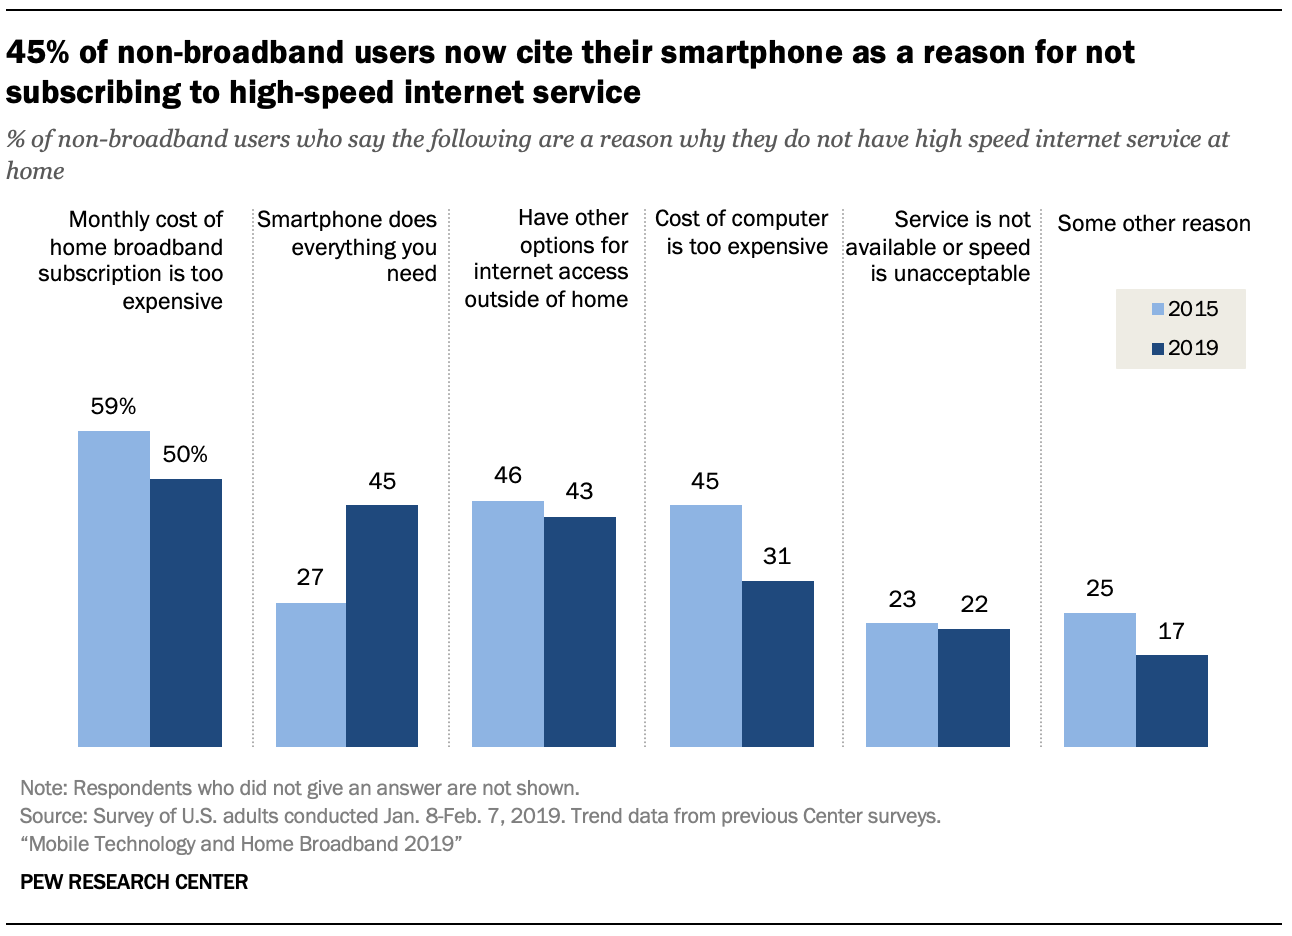 45% of non-broadband users now cite their smartphone as a reason for not
subscribing to high-speed internet service
% of non-broadband users who say the following are a reason why they do not have high speed internet service at
home
Monthly cost of
home broadband
subscription is too
expensive
Smartphone does
everything you
need
Have other
options for
internet access
outside of home
Cost of computer
is too expensive
Service is not
available or speed
is unacceptable
Some other reason
2015
2019
59%
50%
27
45
46
43
45
31
23
22
25
17
Note: Respondents who did not give an answer are not shown.
Source: Survey of U.S. adults conducted Jan. 8-Feb. 7, 2019. Trend data from previous Center surveys.
“Mobile Technology and Home Broadband 2019”
PEW RESEARCH CENTER